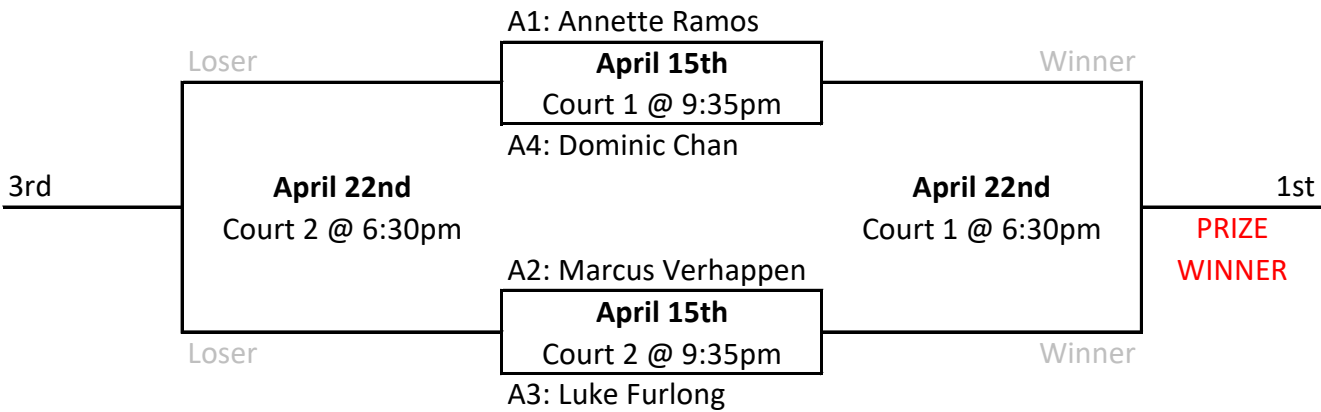 A1: Annette Ramos
Loser
April 15th
Winner
Court 1 @ 9:35pm
A4: Dominic Chan
3rd
April 22nd
April 22nd
1st
Court 2 @ 6:30pm
Court 1 @ 6:30pm
PRIZE
WINNER
A2: Marcus Verhappen
April 15th
Loser
Court 2 @ 9:35pm
Winner
A3: Luke Furlong